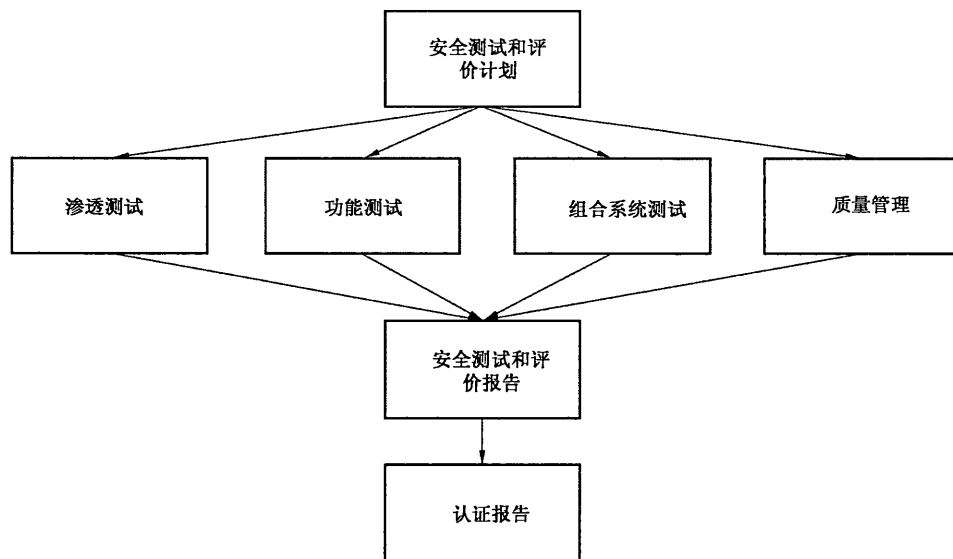 安全测试和评
价计划
渗透测试
功能测试
组合系统测试
质量管理
安全测试和评
价报告
认证报告